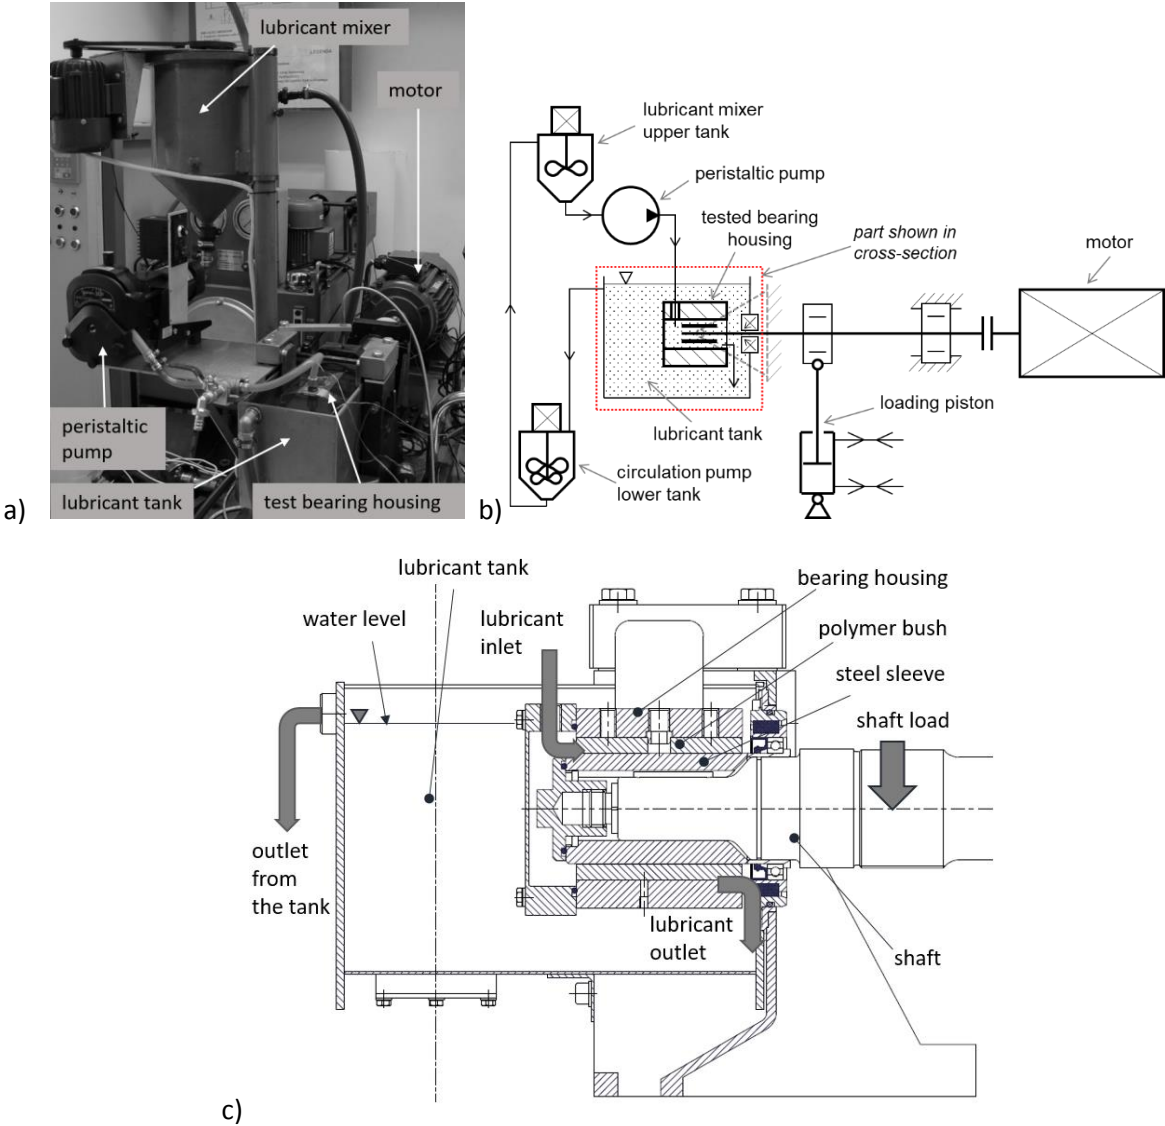 lubricant mixer
motor
peristaltic
pump
lubricant tank
test bearing housing
a)
lubricant mixer
upper tank
peristaltic pump
tested bearing
housing
part shown in
cross-section
motor
loading piston
lubricant tank
circulation pump
lower tank
b)
lubricant tank
water level
lubricant
inlet
bearing housing
polymer bush
steel sleeve
shaft load
outlet
from
the tank
lubricant
outlet
shaft
c)